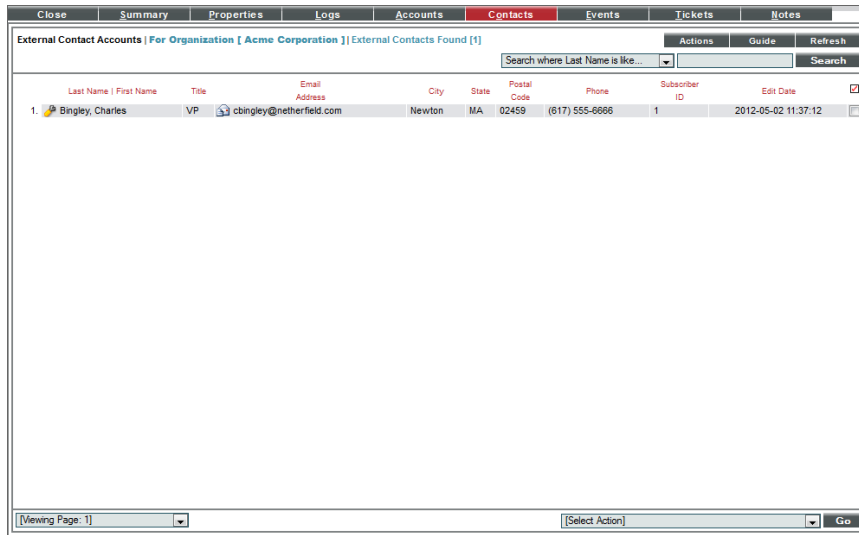 Close Summary Properties Logs Accounts Contacts Events Tickets Notes
External Contact Accounts | For Organization [ Acme Corporation ] | External Contacts Found [1]
Actions Guide Refresh
Search where Last Name is like... Search
Last Name | First Name Title Email Address City State Postal Code Phone Subscriber ID Edit Date
1. Bingley, Charles VP cbingley@netherfield.com Newton MA 02459 (617) 555-6666 1 2012-05-02 11:37:12
[Viewing Page: 1] [Select Action] Go